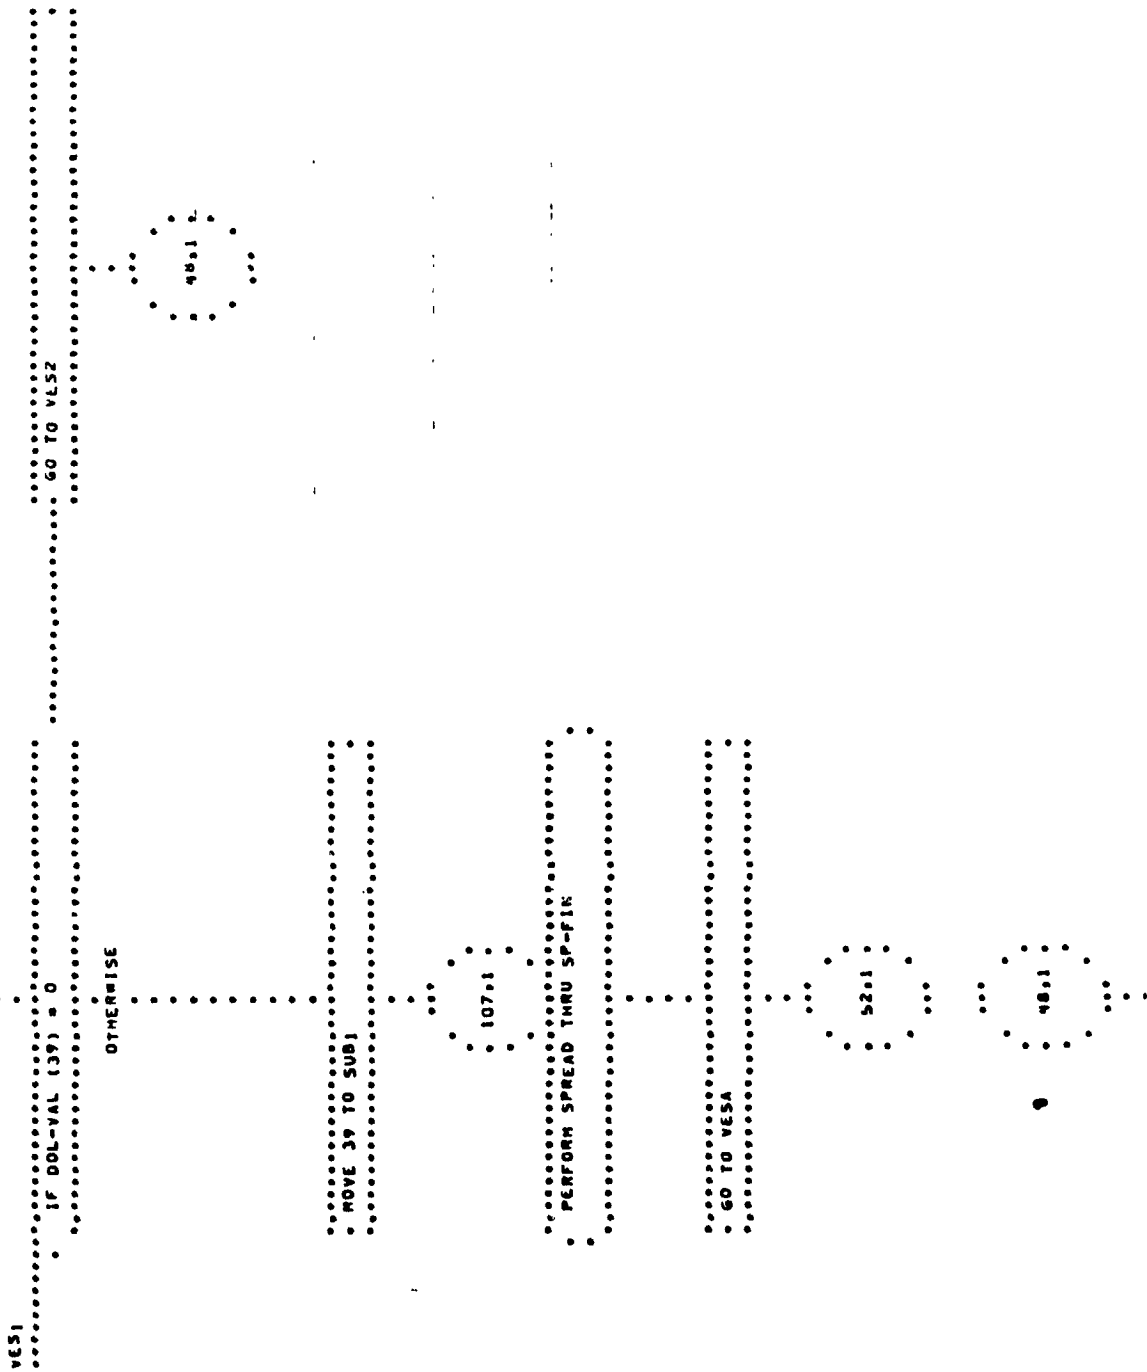 VES1
IF DOL-VAL (39) = 0
GO TO VES2
48,1
OTHERWISE
MOVE 39 TO SUB1
107,1
PERFORM SPREAD THRU SP-FIN
GO TO VESA
52,1
48,1